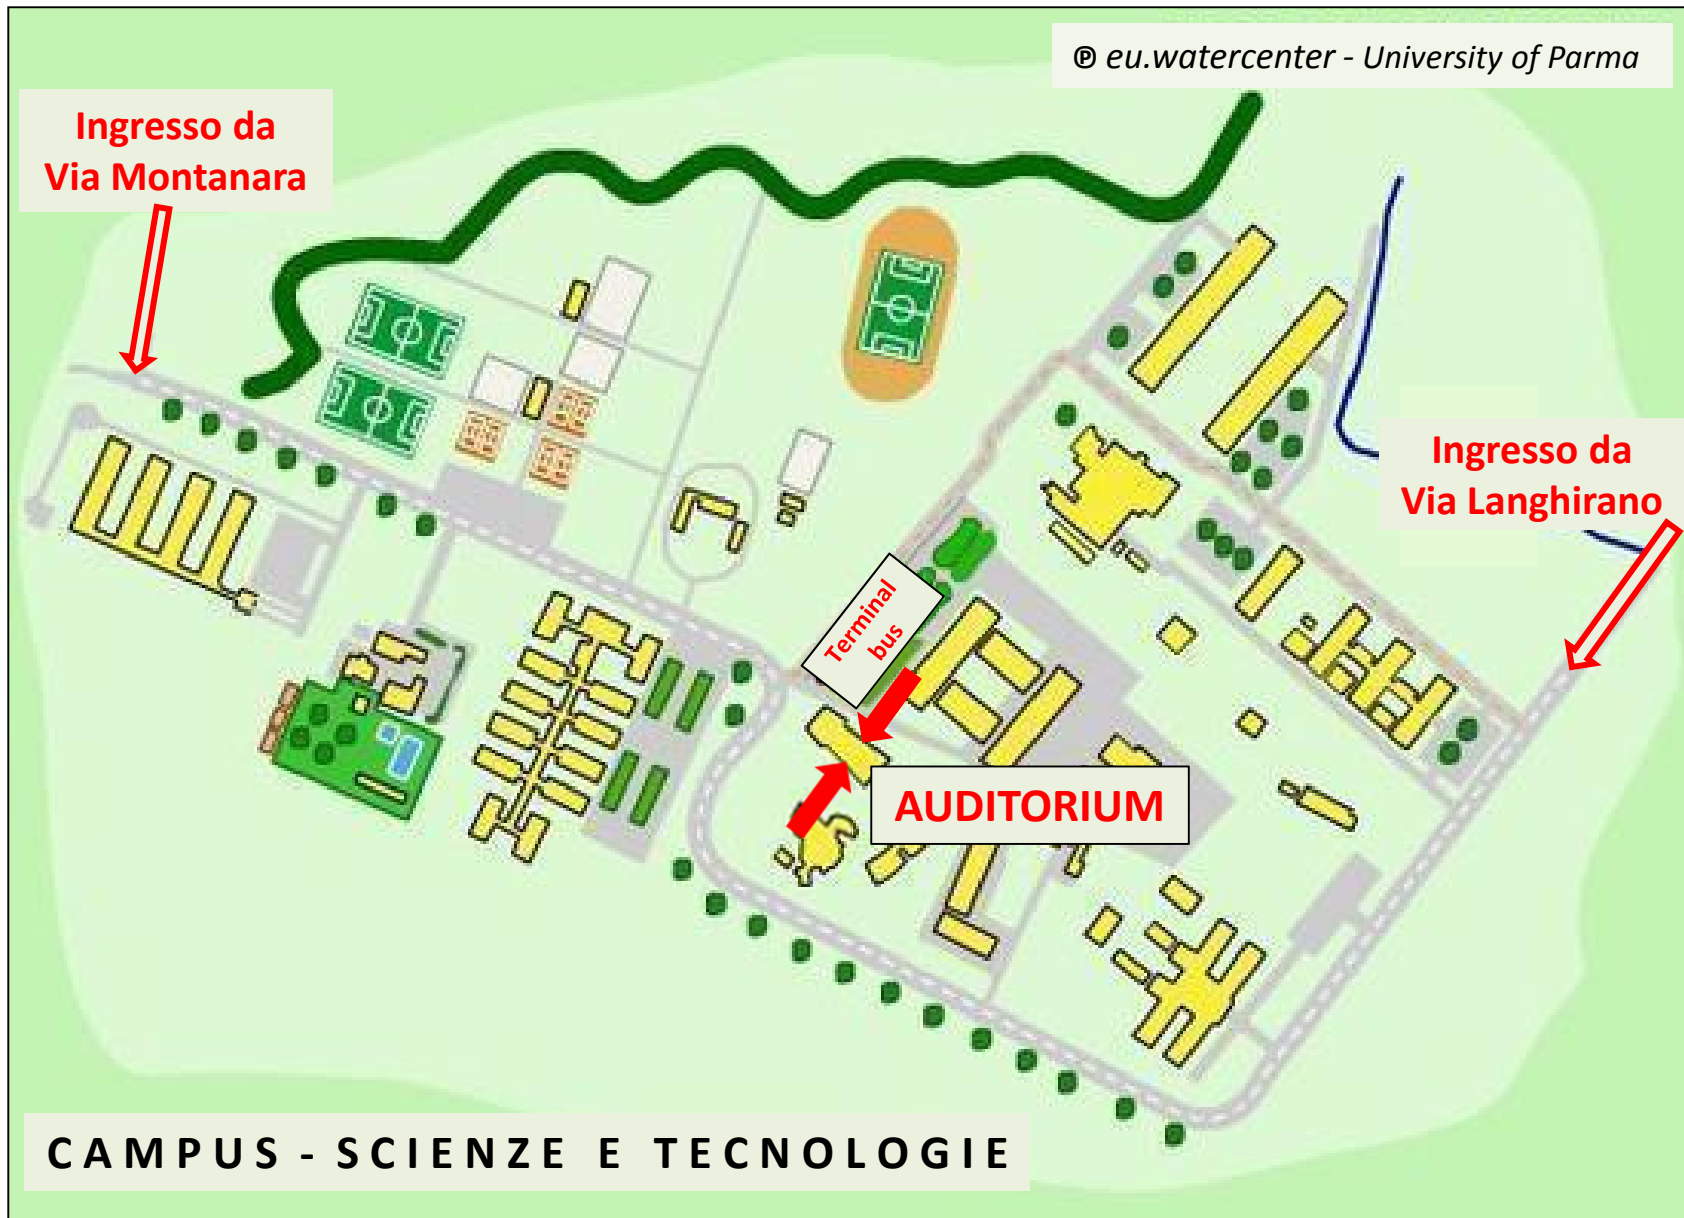 ℗ eu.watercenter - University of Parma
Ingresso da
Via Montanara
Ingresso da
Via Langhirano
Terminal
bus
AUDITORIUM
CAMPUS - SCIENZE E TECNOLOGIE